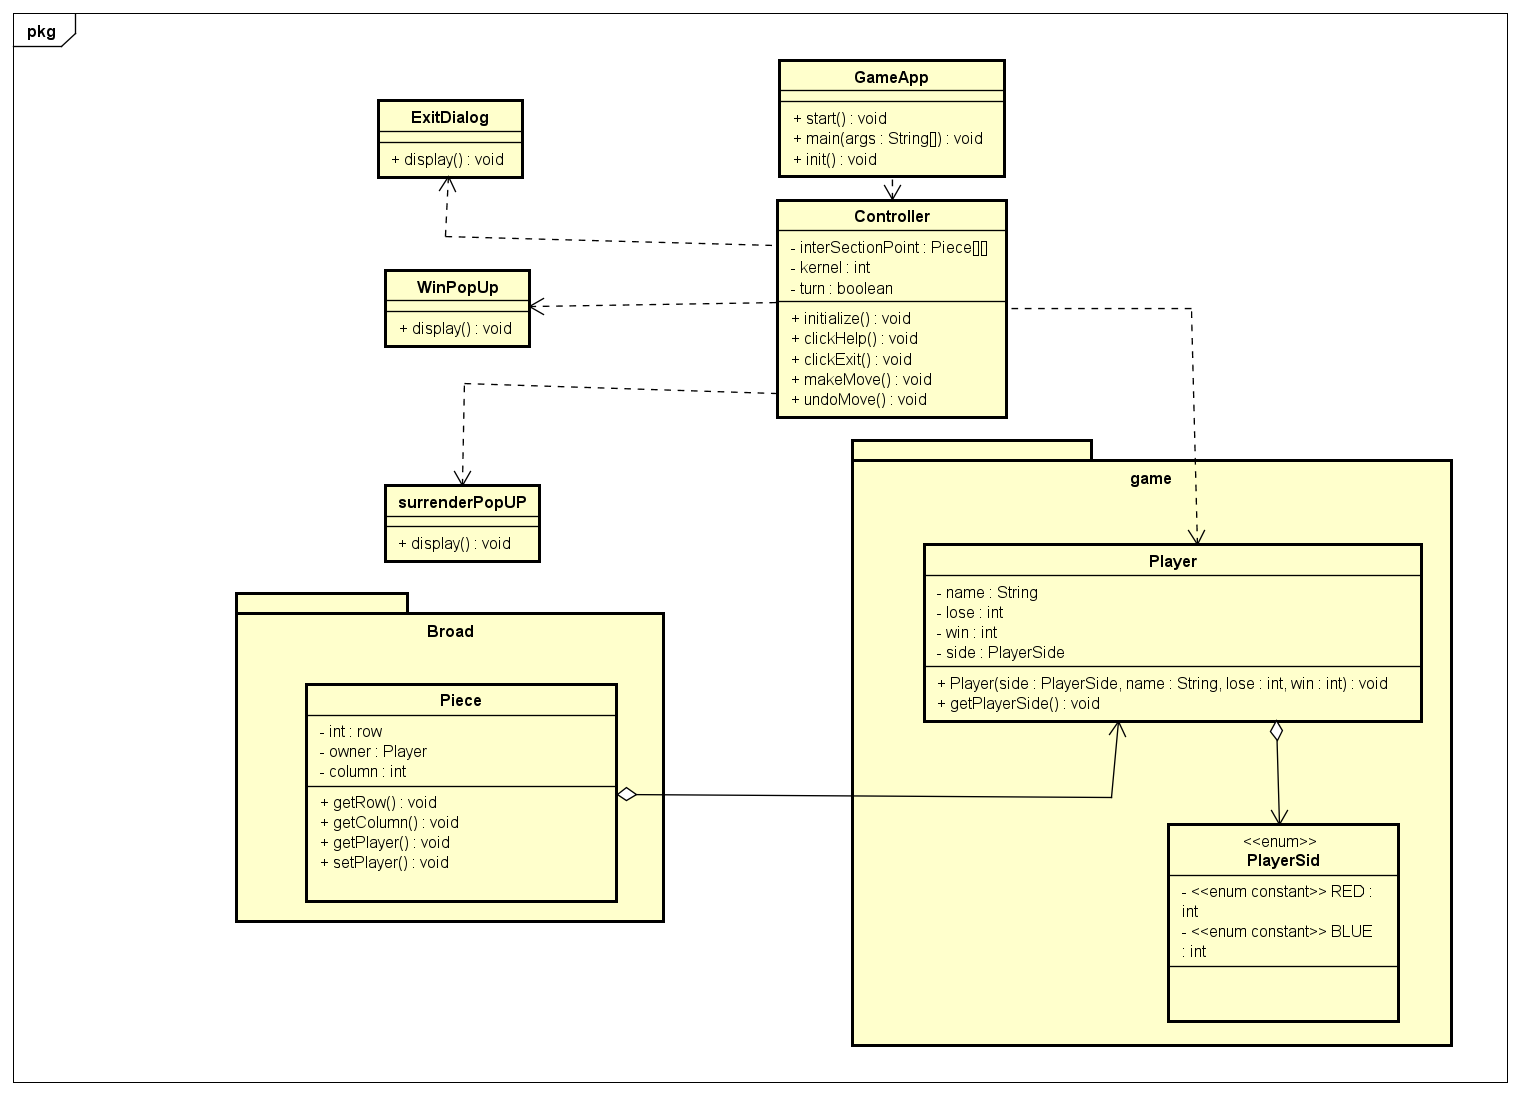 pkg
GameApp
+ start() : void
+ main(args : String[]) : void
+ init() : void
ExitDialog
+ display() : void
Controller
- interSectionPoint : Piece[][]
- kernel : int
- turn : boolean
+ initialize() : void
+ clickHelp() : void
+ clickExit() : void
+ makeMove() : void
+ undoMove() : void
WinPopUp
+ display() : void
surrenderPopUP
+ display() : void
game
Player
- name : String
- lose : int
- win : int
- side : PlayerSide
+ Player(side : PlayerSide, name : String, lose : int, win : int) : void
+ getPlayerSide() : void
Broad
Piece
- int : row
- owner : Player
- column : int
+ getRow() : void
+ getColumn() : void
+ getPlayer() : void
+ setPlayer() : void
<<enum>>
PlayerSid
- <<enum constant>> RED :
int
- <<enum constant>> BLUE
: int